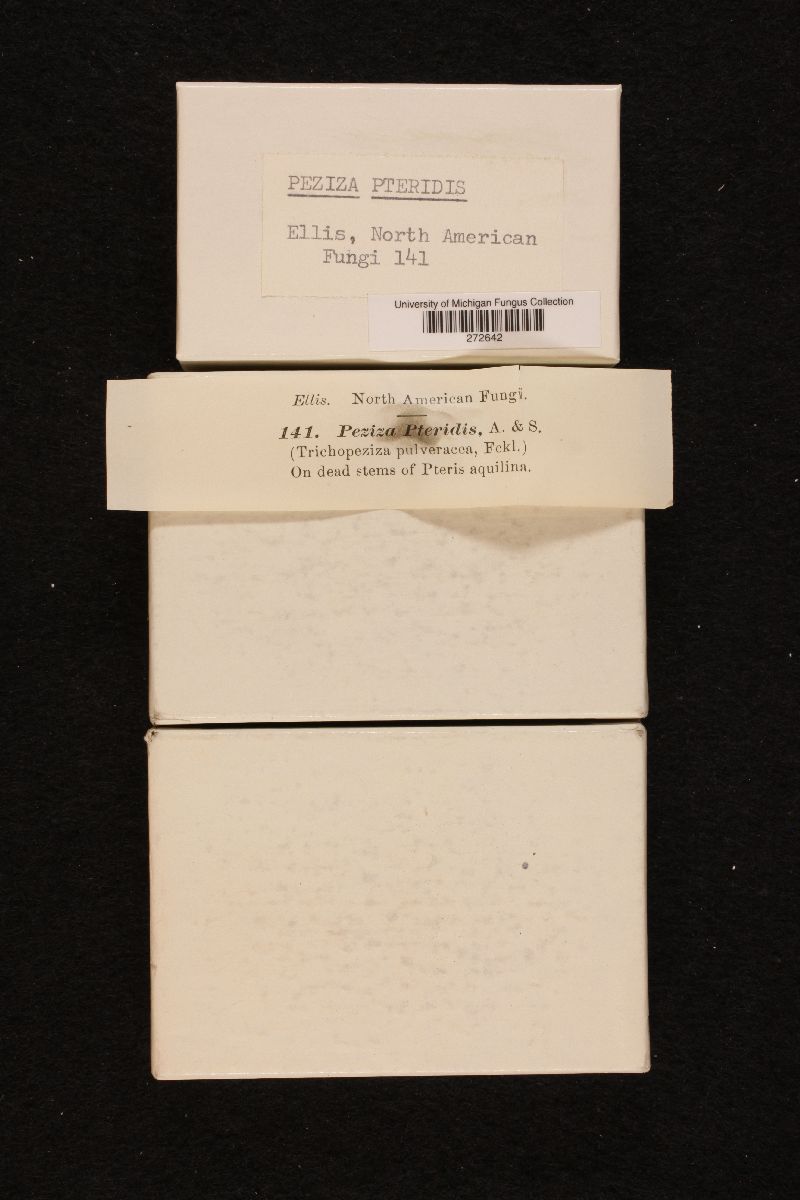 PEZIZA PTERIDIS
Ellis, North American
Fungi 141
University of Michigan Fungus Collection
272642
Ellis. North American Fungi.
141. Peziza Pteridis, A. & S.
(Trichopeziza pulveracea, Fckl.)
On dead stems of Pteris aquilina.